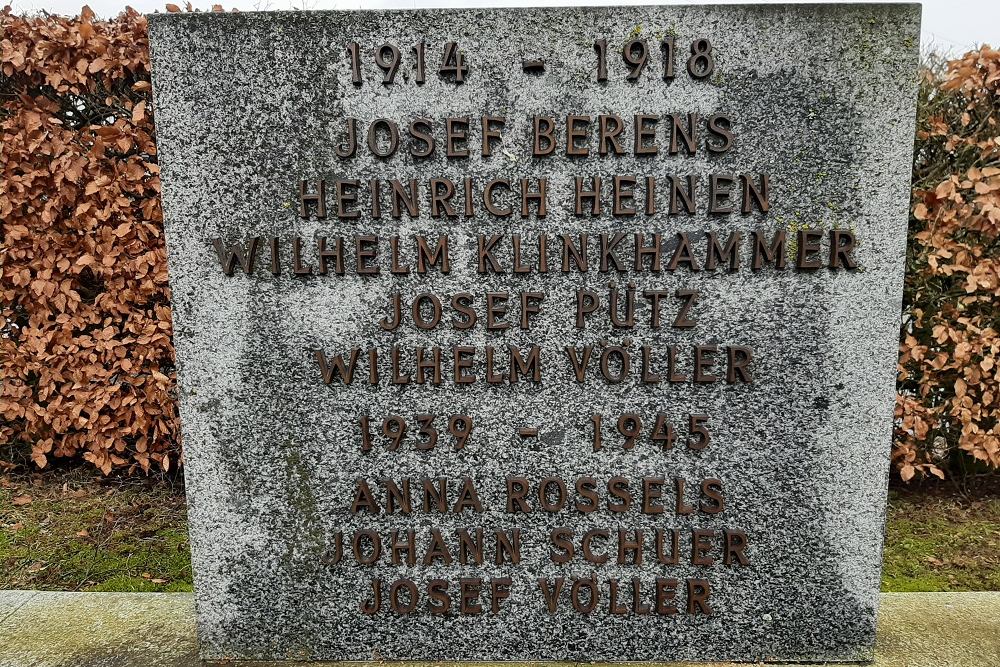 1914 - 1918
JOSEF BERENS
HEINRICH HEINEN
WILHELM KLINKHAMMER
JOSEF PÜTZ
WILHELM VÖLLER
1939 - 1945
ANNA ROSSELS
JOHANN SCHUER
JOSEF VÖLLER